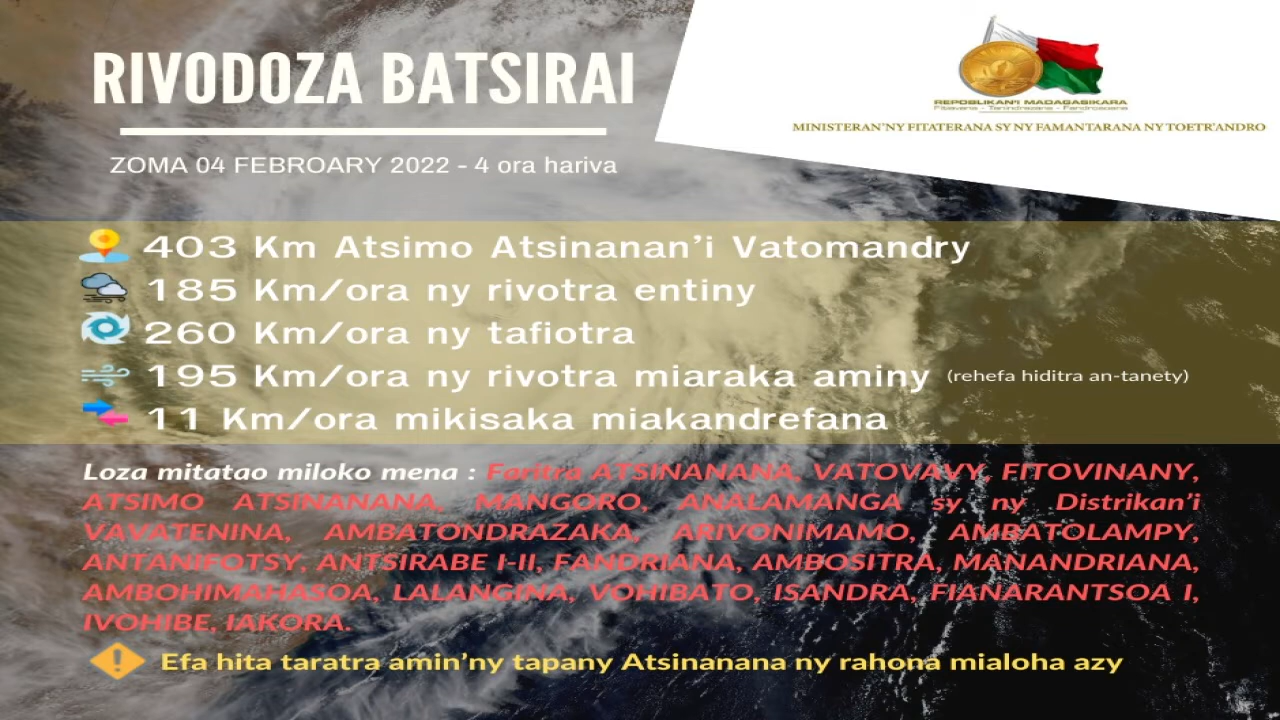 RIVODOZA BATSIRAI
ZOMA 04 FEBROARY 2022 - 4 ora hariva
REPOBLIKAN'I MADAGASIKARA
Fitiavana - Tanindrazana - Fandrosoana
MINISTERAN'NY FITATERANA SY NY FAMANTARANA NY TOETR'ANDRO
403 Km Atsimo Atsinanan'i Vatomandry
185 Km/ora ny rivotra entiny
260 Km/ora ny tafiotra
195 Km/ora ny rivotra miaraka aminy (rehefa hiditra an-tanety)
11 Km/ora mikisaka miakandrefana
Loza mitatao miloko mena : Faritra ATSINANANA, VATOVAVY, FITOVINANY,
ATSIMO ATSINANANA, MANGORO, ANALAMANGA sy ny Distrikan'i
VAVATENINA, AMBATONDRAZAKA, ARIVONIMAMO, AMBATOLAMPY,
ANTANIFOTSY, ANTSIRABE I-II, FANDRIANA, AMBOSITRA, MANANDRIANA,
AMBOHIMAHASOA, LALANGINA, VOHIBATO, ISANDRA, FIANARANTSOA I,
IVOHIBE, IAKORA.
Efa hita taratra amin'ny tapany Atsinanana ny rahona mialoha azy